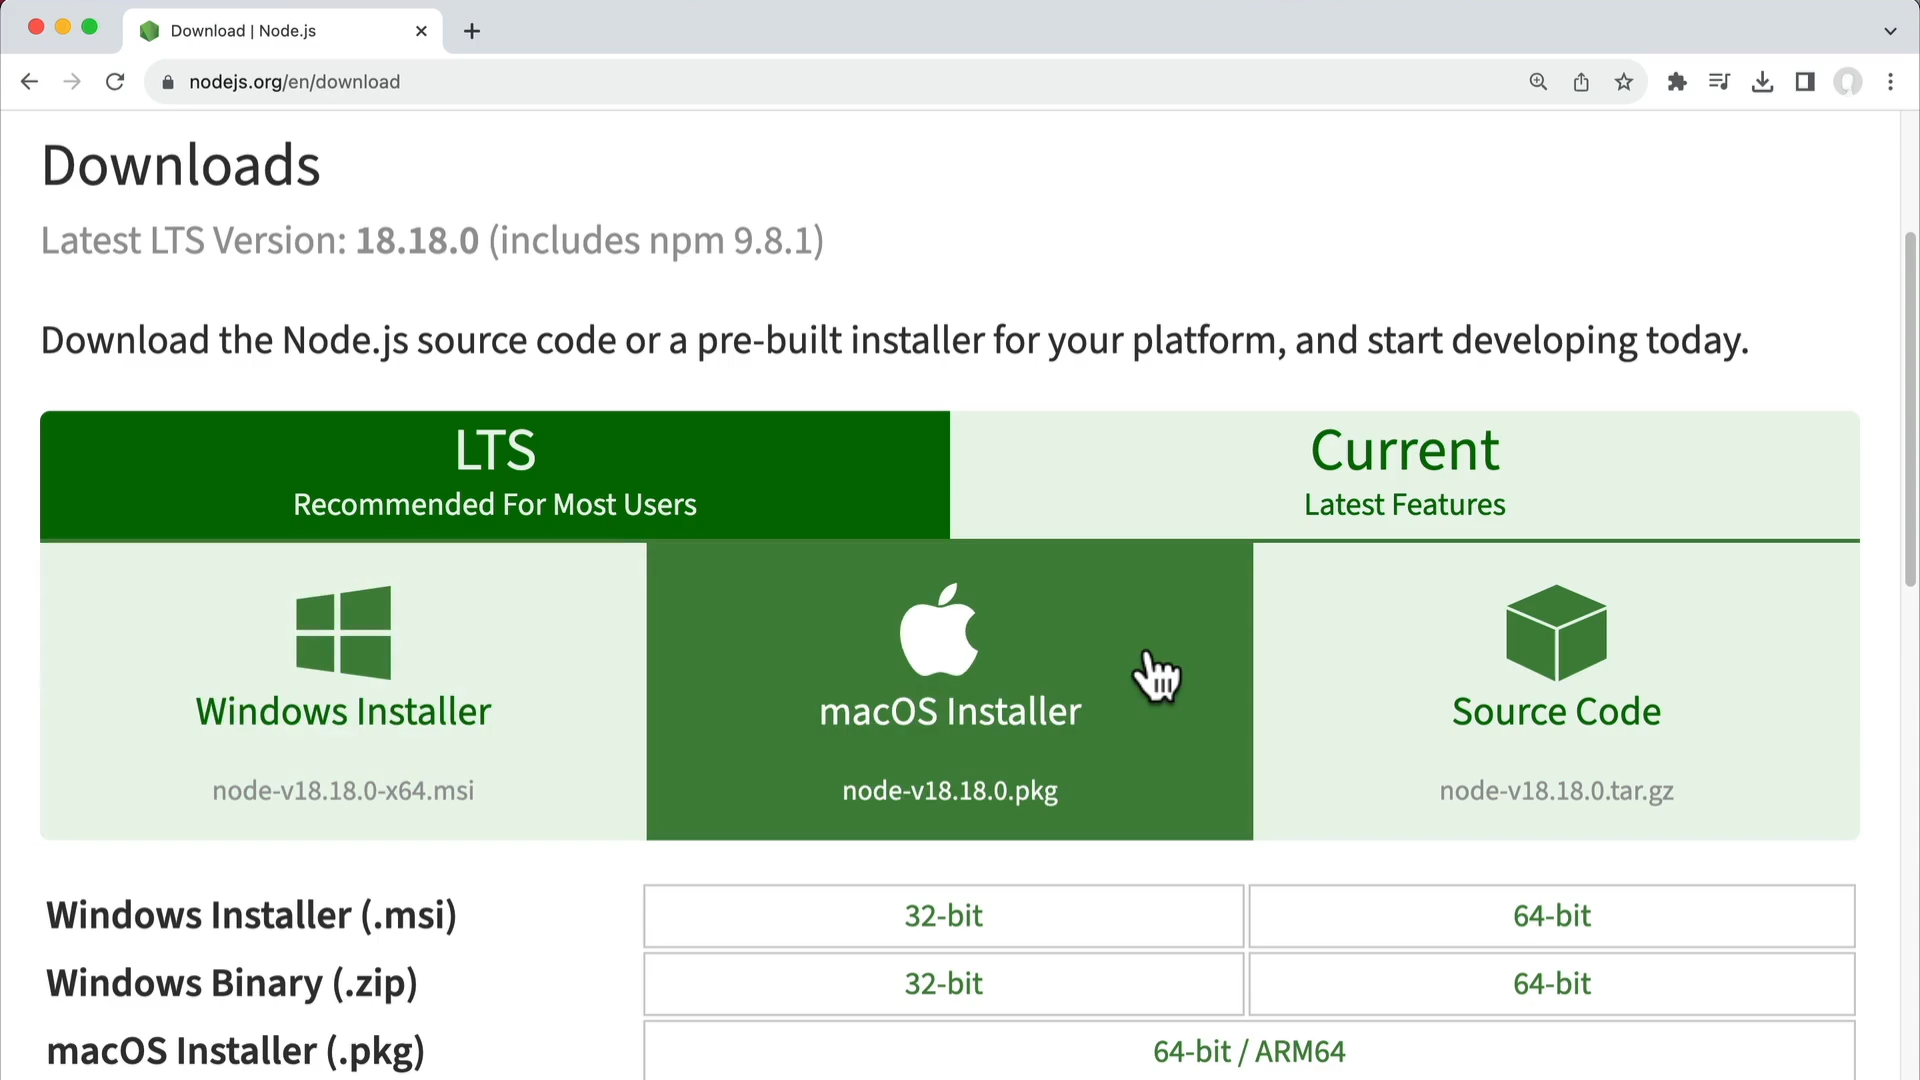 Download | Node.js
nodejs.org/en/download
Downloads
Latest LTS Version: 18.18.0 (includes npm 9.8.1)
Download the Node.js source code or a pre-built installer for your platform, and start developing today.
LTS
Recommended For Most Users
Current
Latest Features
Windows Installer
node-v18.18.0-x64.msi
macOS Installer
node-v18.18.0.pkg
Source Code
node-v18.18.0.tar.gz
Windows Installer (.msi) 32-bit 64-bit
Windows Binary (.zip) 32-bit 64-bit
macOS Installer (.pkg) 64-bit / ARM64